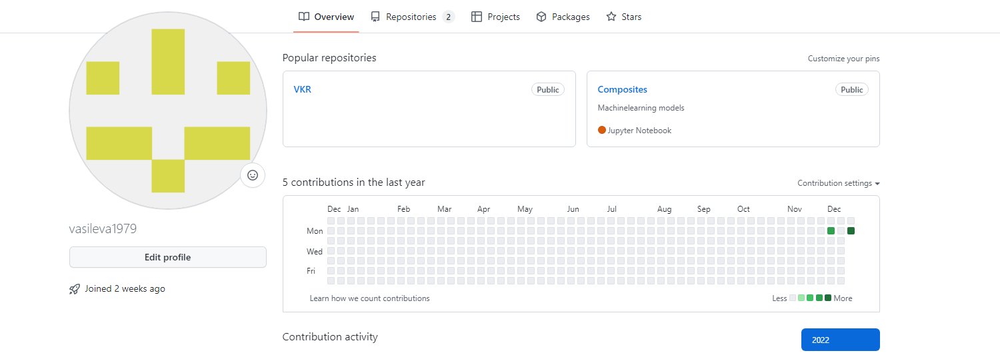 Overview Repositories 2 Projects Packages Stars
Popular repositories
Customize your pins
VKR
Public
Composites
Public
Machinelearning models
Jupyter Notebook
5 contributions in the last year
Contribution settings
Dec Jan Feb Mar Apr May Jun Jul Aug Sep Oct Nov Dec
Mon
Wed
Fri
Learn how we count contributions
Less More
vasileva1979
Edit profile
Joined 2 weeks ago
Contribution activity
2022